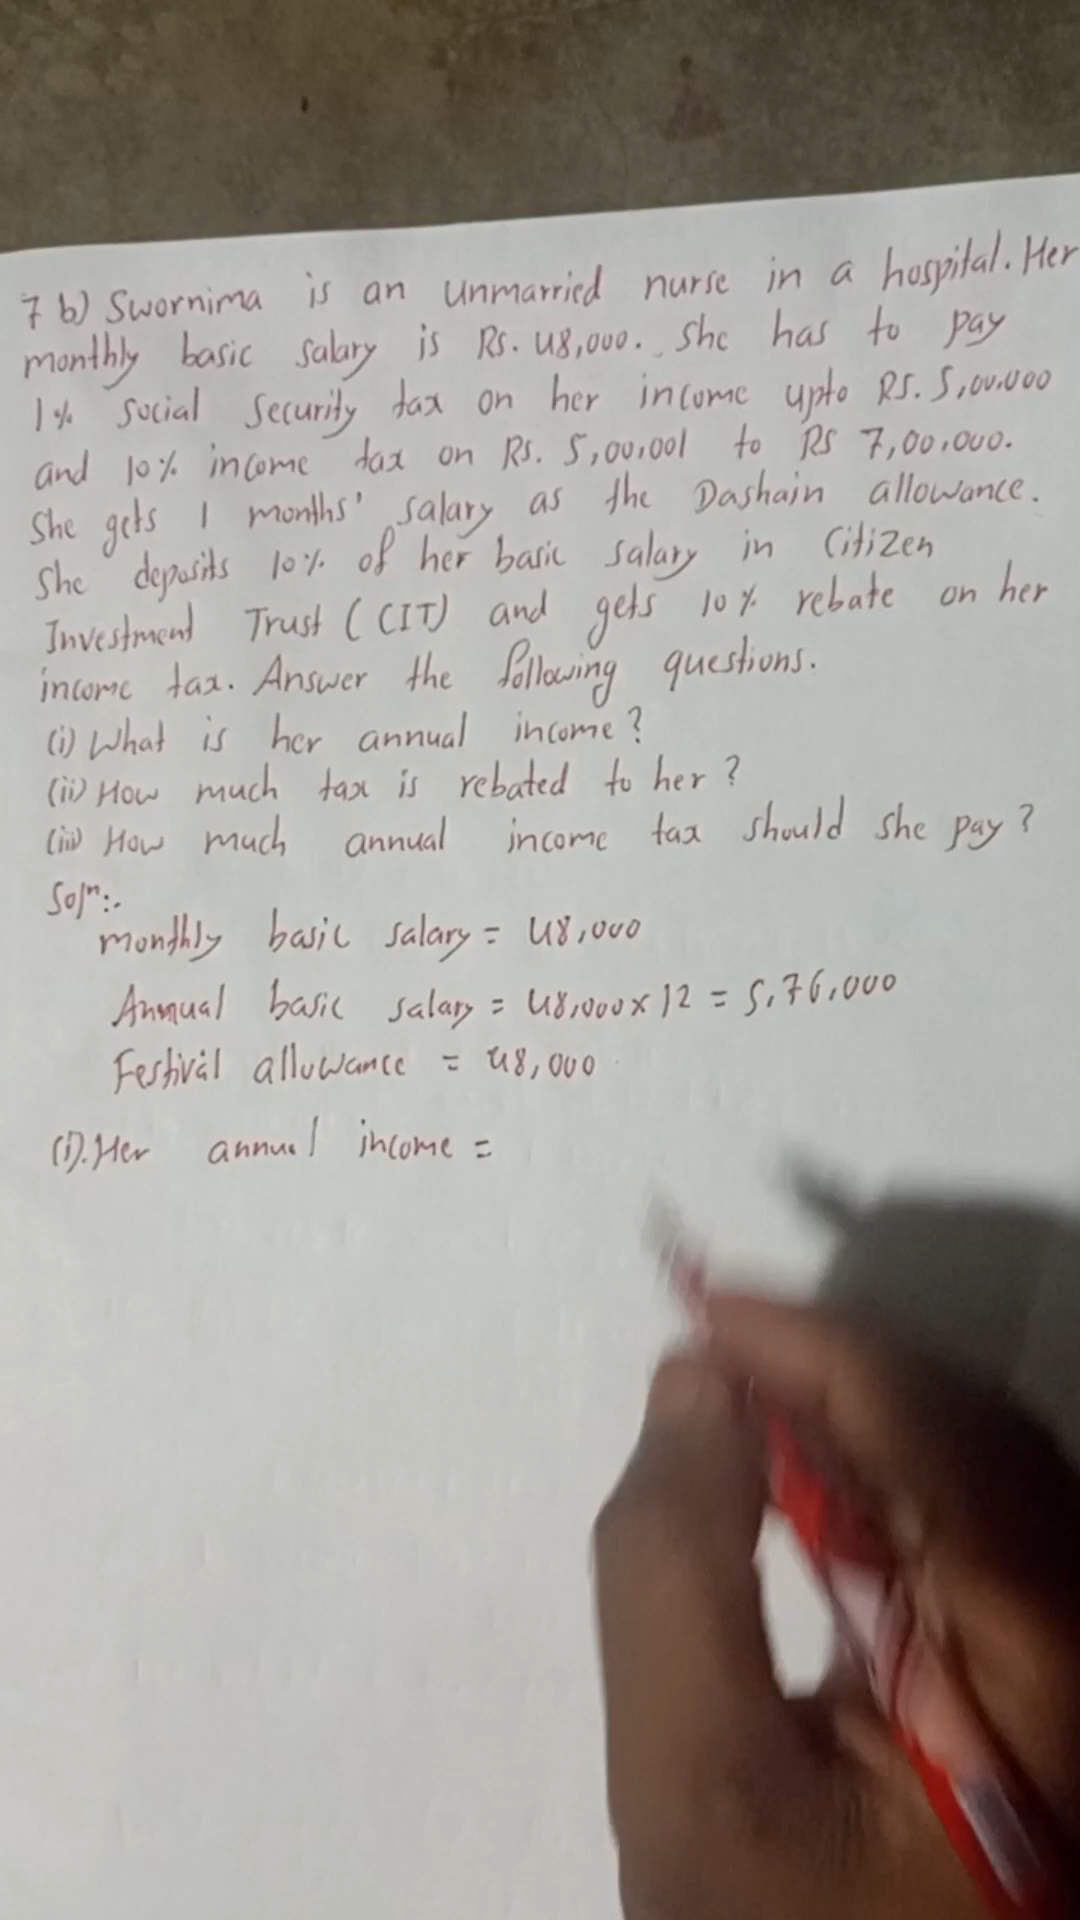 7 b) Swornima is an unmarried nurse in a hospital. Her
monthly basic salary is Rs. 48,000. She has to pay
1% social security tax on her income upto Rs. 5,00,000
and 10% income tax on Rs. 5,00,001 to Rs 7,00,000.
She gets 1 months' salary as the Dashain allowance.
She deposits 10% of her basic salary in Citizen
Investment Trust (CIT) and gets 10% rebate on her
income tax. Answer the following questions.
(i) What is her annual income?
(ii) How much tax is rebated to her?
(iii) How much annual income tax should she pay?
Solⁿ:-
monthly basic salary = 48,000
Annual basic salary = 48,000 x 12 = 5,76,000
Festival allowance = 48,000
(i). Her annual income =